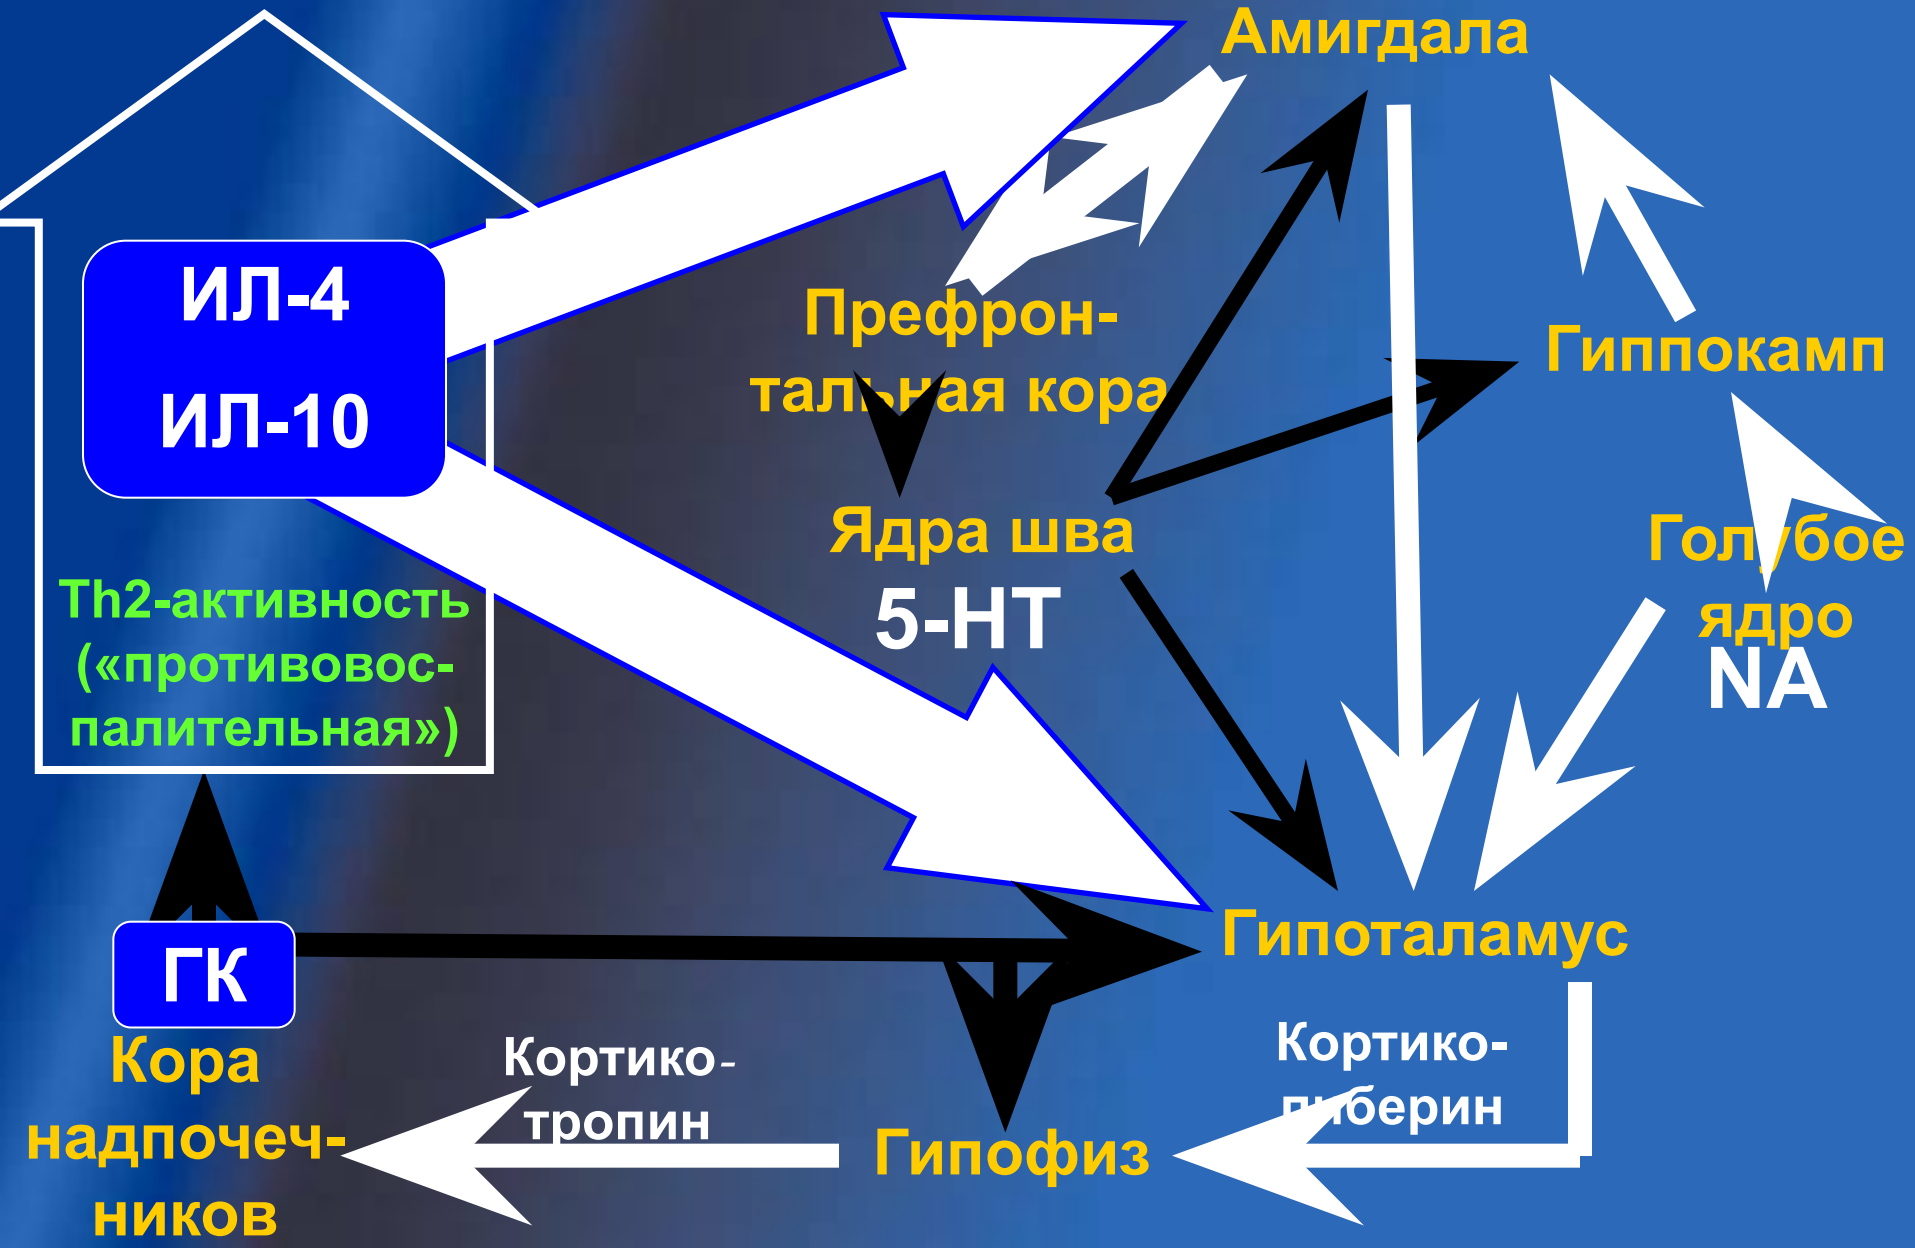 Амигдала
ИЛ-4
ИЛ-10
Префрон-
тальная кора
Гиппокамп
Ядра шва
5-НТ
Голубое
ядро
NA
Th2-активность
(«противовос-
палительная»)
Гипоталамус
ГК
Кора
надпочеч-
ников
Кортико-
тропин
Гипофиз
Кортико-
либерин